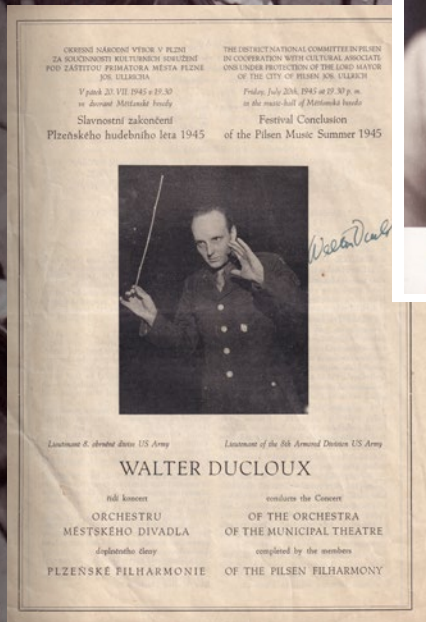 OKRESNÍ NÁRODNÍ VÝBOR V PLZNI
ZA SOUČINNOSTI KULTURNÍCH SDRUŽENÍ
POD ZÁŠTITOU PRIMÁTORA MĚSTA PLZNĚ
JOS. ULLRICHA
V pátek 20. VII. 1945 v 19.30
ve dvoraně Měšťanské besedy
Slavnostní zakončení
Plzeňského hudebního léta 1945
THE DISTRICT NATIONAL COMMITTEE IN PILSEN
IN COOPERATION WITH CULTURAL ASSOCIATI-
ONS UNDER PROTECTION OF THE LORD MAYOR
OF THE CITY OF PILSEN JOS. ULLRICH
Friday, July 20th, 1945 at 19.30 p. m.
in the music-hall of Měšťanská beseda
Festival Conclusion
of the Pilsen Music Summer 1945
Walter
Lieutenant 8. obrněné divise US Army
Lieutenant of the 8th Armored Division US Army
WALTER DUCLOUX
řídí koncert
ORCHESTRU
MĚSTSKÉHO DIVADLA
doplněného členy
PLZEŇSKÉ FILHARMONIE
conducts the Concert
OF THE ORCHESTRA
OF THE MUNICIPAL THEATRE
completed by the members
OF THE PILSEN FILHARMONY